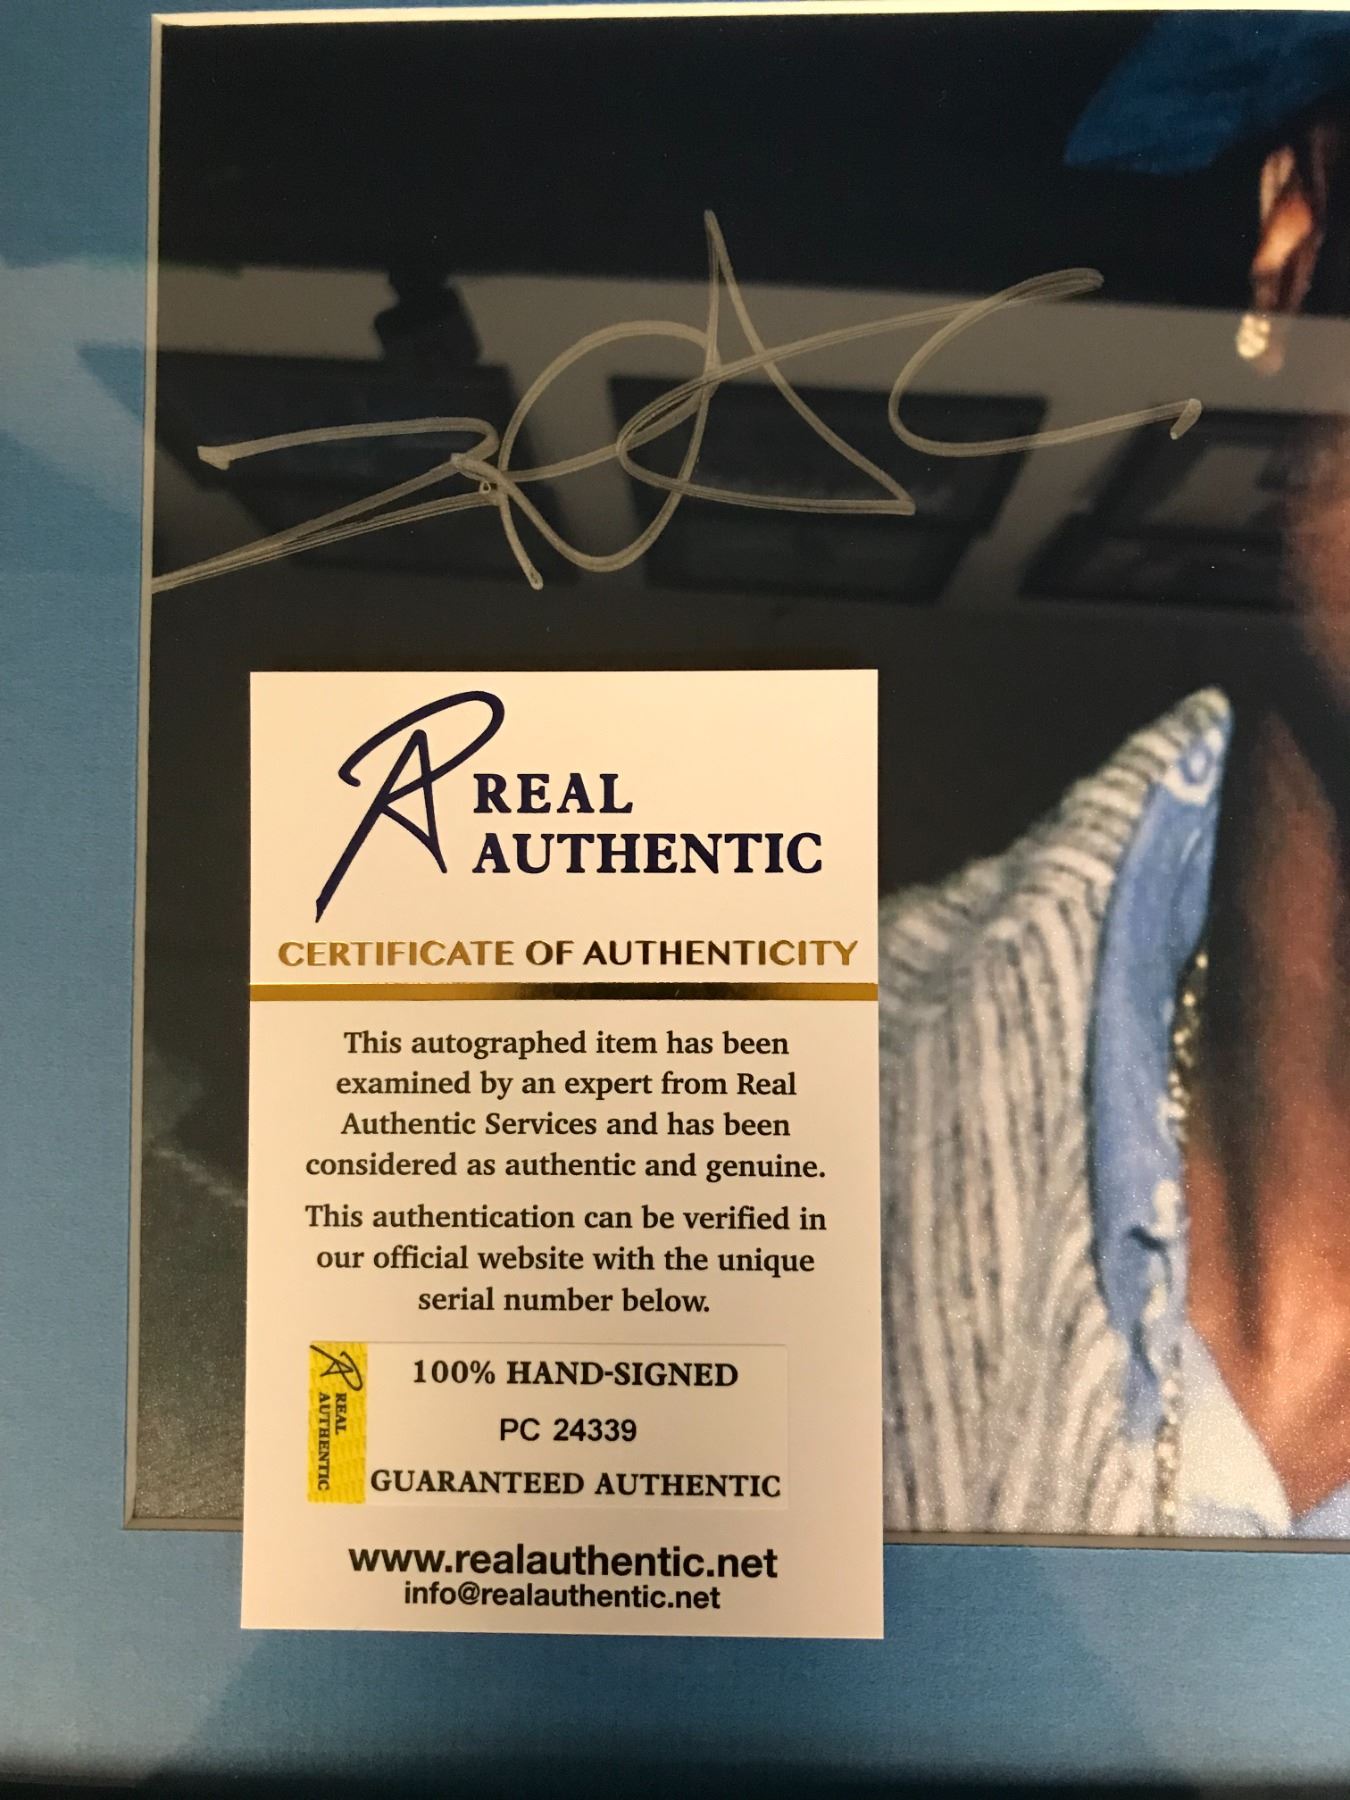 REAL
AUTHENTIC
CERTIFICATE OF AUTHENTICITY
This autographed item has been
examined by an expert from Real
Authentic Services and has been
considered as authentic and genuine.
This authentication can be verified in
our official website with the unique
serial number below.
REAL
AUTHENTIC
100% HAND-SIGNED
PC 24339
GUARANTEED AUTHENTIC
www.realauthentic.net
info@realauthentic.net